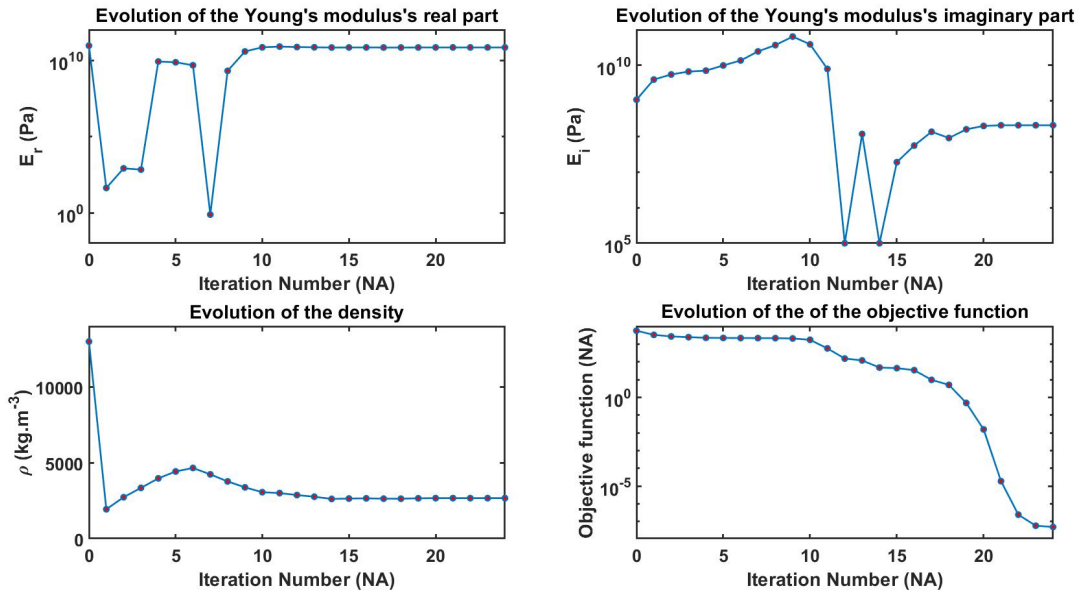 Evolution of the Young's modulus's real part
10^10
10^0
E_r (Pa)
0 5 10 15 20
Iteration Number (NA)
Evolution of the Young's modulus's imaginary part
10^10
10^5
E_i (Pa)
0 5 10 15 20
Iteration Number (NA)
Evolution of the density
10000
5000
0
ρ (kg.m^-3)
0 5 10 15 20
Iteration Number (NA)
Evolution of the of the objective function
10^0
10^-5
Objective function (NA)
0 5 10 15 20
Iteration Number (NA)